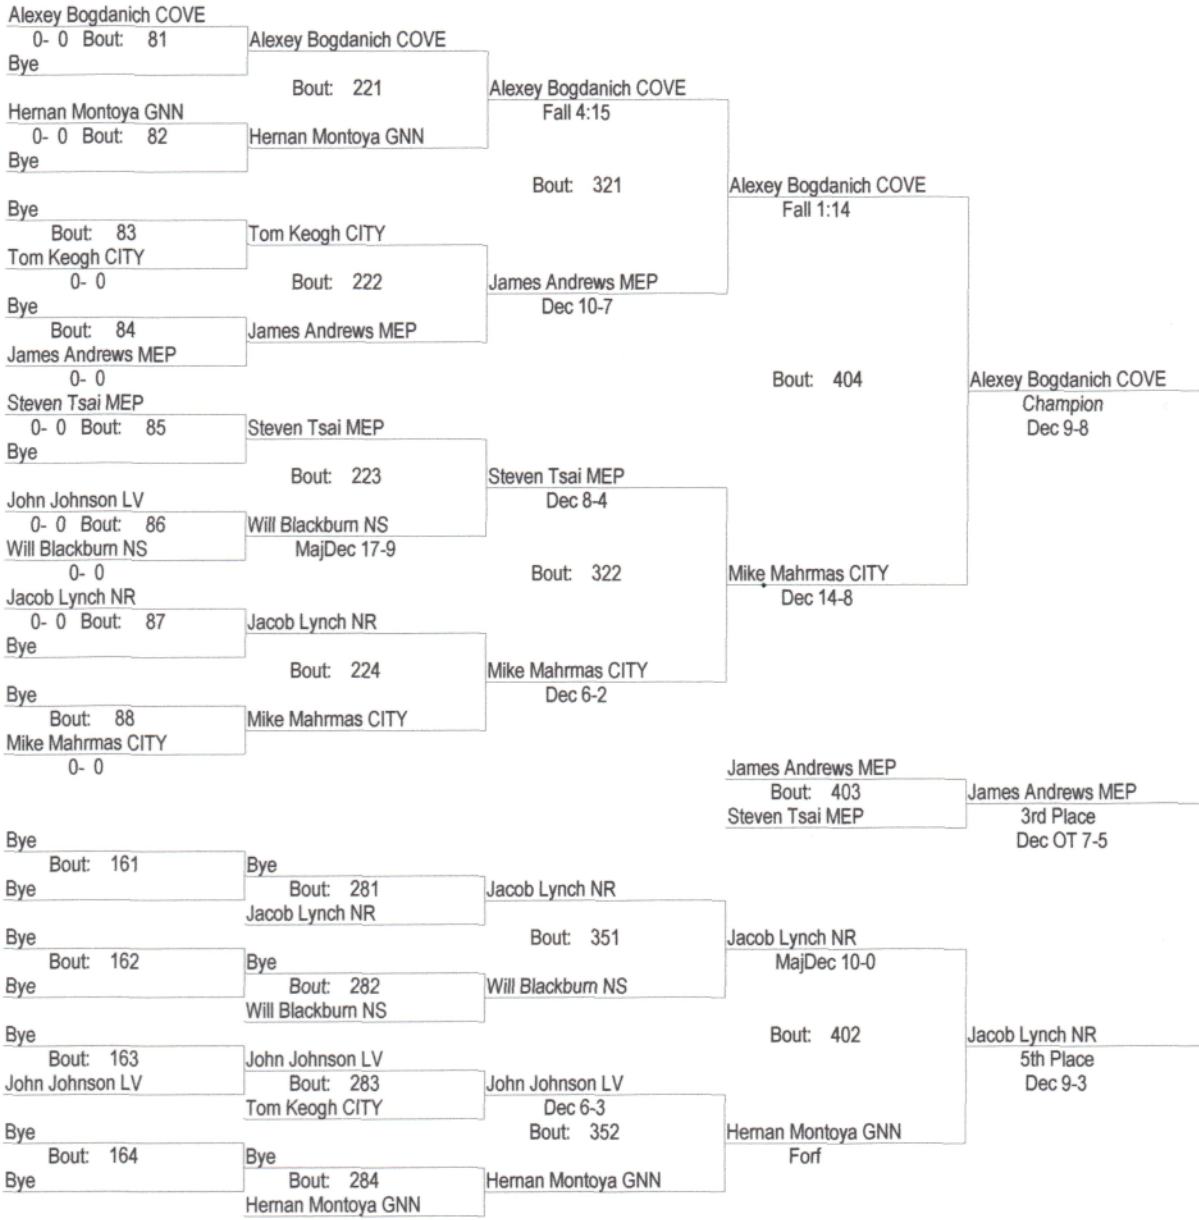 Alexey Bogdanich COVE
0- 0 Bout: 81
Bye
Alexey Bogdanich COVE
Bout: 221
Hernan Montoya GNN
0- 0 Bout: 82
Bye
Hernan Montoya GNN
Alexey Bogdanich COVE
Fall 4:15
Bout: 321
Bye
Bout: 83
Tom Keogh CITY
0- 0
Tom Keogh CITY
Bout: 222
Bye
Bout: 84
James Andrews MEP
0- 0
James Andrews MEP
James Andrews MEP
Dec 10-7
Alexey Bogdanich COVE
Fall 1:14
Bout: 404
Steven Tsai MEP
0- 0 Bout: 85
Bye
Steven Tsai MEP
Bout: 223
John Johnson LV
0- 0 Bout: 86
Will Blackburn NS
0- 0
Will Blackburn NS
MajDec 17-9
Steven Tsai MEP
Dec 8-4
Bout: 322
Jacob Lynch NR
0- 0 Bout: 87
Bye
Jacob Lynch NR
Bout: 224
Bye
Bout: 88
Mike Mahrmas CITY
0- 0
Mike Mahrmas CITY
Mike Mahrmas CITY
Dec 6-2
Mike Mahrmas CITY
Dec 14-8
Alexey Bogdanich COVE
Champion
Dec 9-8
James Andrews MEP
Bout: 403
Steven Tsai MEP
James Andrews MEP
3rd Place
Dec OT 7-5
Bye
Bout: 161
Bye
Bye
Bout: 281
Jacob Lynch NR
Jacob Lynch NR
Bout: 351
Bye
Bout: 162
Bye
Bye
Bout: 282
Will Blackburn NS
Will Blackburn NS
Jacob Lynch NR
MajDec 10-0
Bout: 402
Bye
Bout: 163
John Johnson LV
John Johnson LV
Bout: 283
Tom Keogh CITY
John Johnson LV
Dec 6-3
Bout: 352
Bye
Bout: 164
Bye
Bye
Bout: 284
Hernan Montoya GNN
Hernan Montoya GNN
Hernan Montoya GNN
Forf
Jacob Lynch NR
5th Place
Dec 9-3